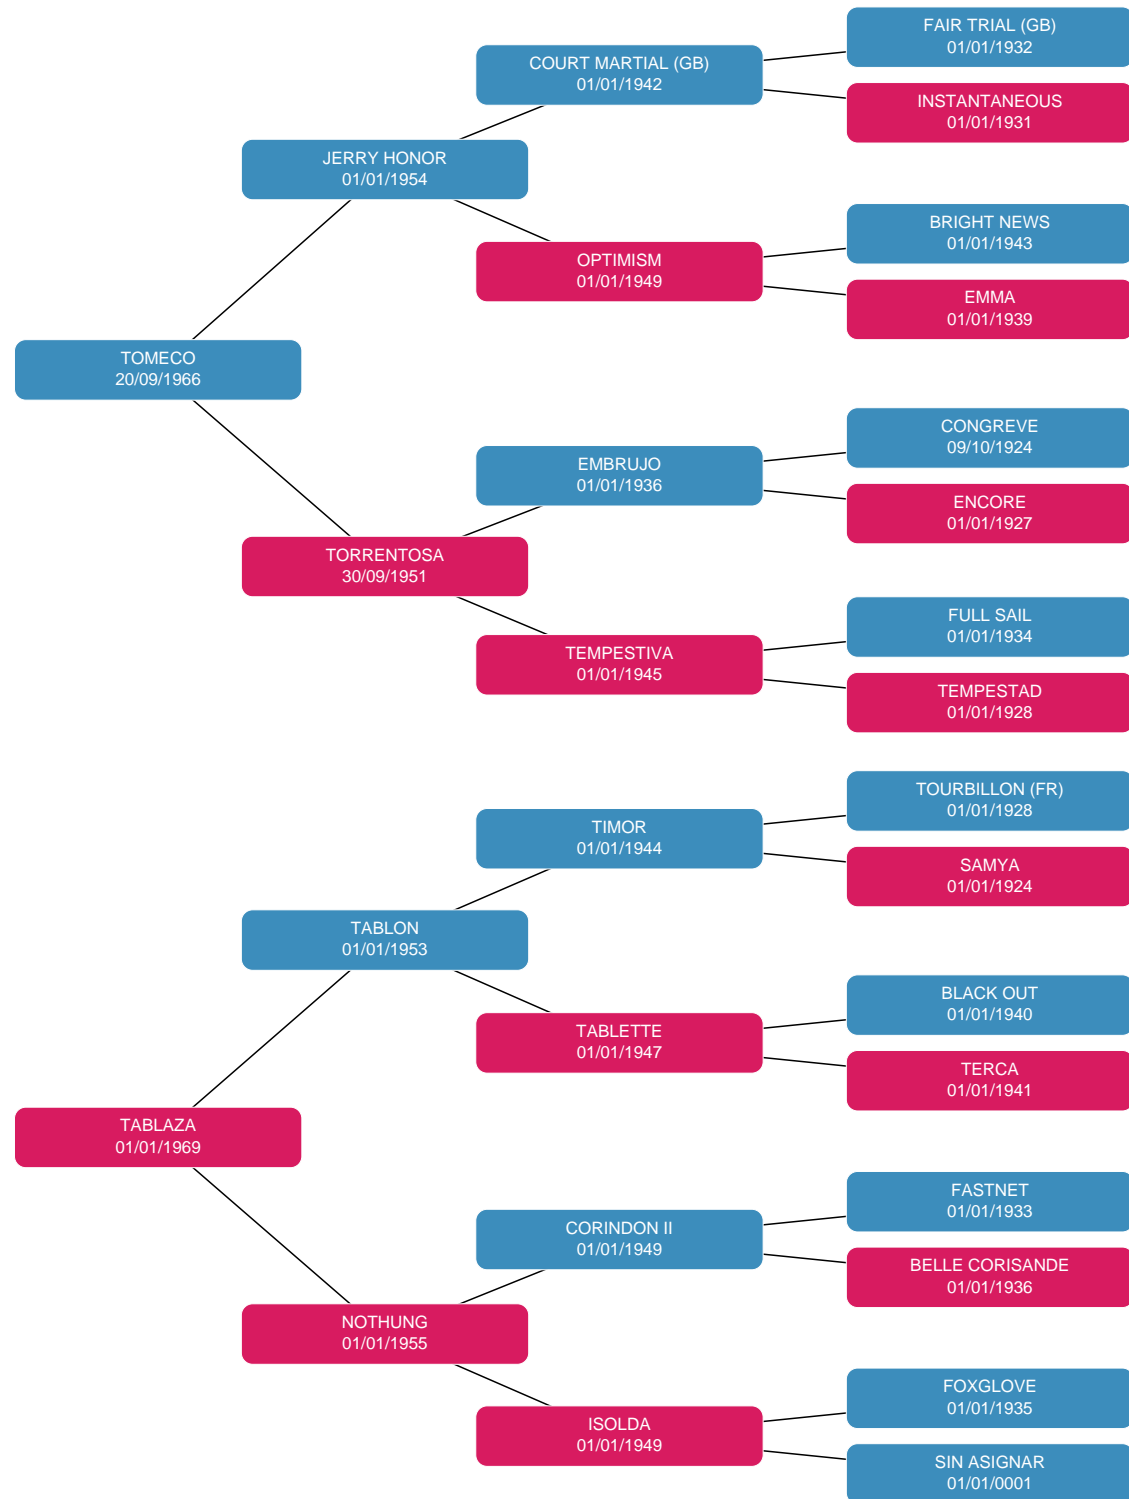 FAIR TRIAL (GB)
01/01/1932
COURT MARTIAL (GB)
01/01/1942
INSTANTANEOUS
01/01/1931
JERRY HONOR
01/01/1954
BRIGHT NEWS
01/01/1943
OPTIMISM
01/01/1949
EMMA
01/01/1939
TOMECO
20/09/1966
CONGREVE
09/10/1924
EMBRUJO
01/01/1936
ENCORE
01/01/1927
TORRENTOSA
30/09/1951
FULL SAIL
01/01/1934
TEMPESTIVA
01/01/1945
TEMPESTAD
01/01/1928
TOURBILLON (FR)
01/01/1928
TIMOR
01/01/1944
SAMYA
01/01/1924
TABLON
01/01/1953
BLACK OUT
01/01/1940
TABLETTE
01/01/1947
TERCA
01/01/1941
TABLAZA
01/01/1969
FASTNET
01/01/1933
CORINDON II
01/01/1949
BELLE CORISANDE
01/01/1936
NOTHUNG
01/01/1955
FOXGLOVE
01/01/1935
ISOLDA
01/01/1949
SIN ASIGNAR
01/01/0001